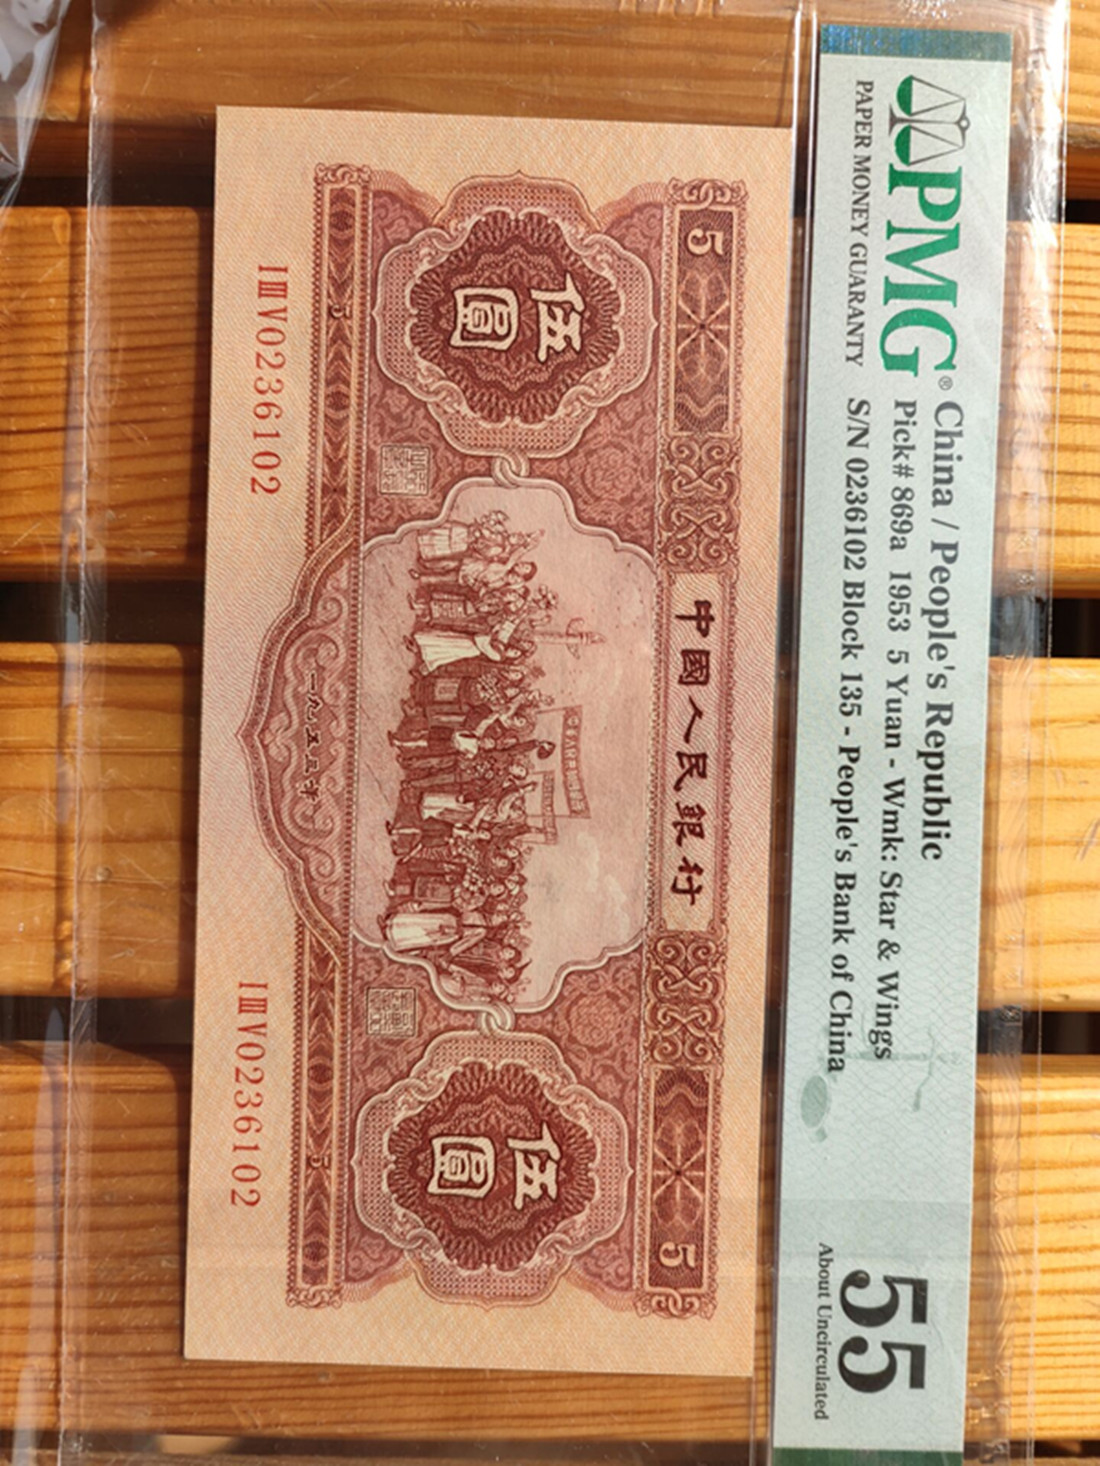 PMG®
PAPER MONEY GUARANTY
China / People's Republic
Pick# 869a 1953 5 Yuan - Wmk: Star & Wings
S/N 0236102 Block 135 - People's Bank of China
55
About Uncirculated
5
中國人民銀行
5
伍圓
伍圓
一九五三年
5
5
I Ⅲ V 0236102
I Ⅲ V 0236102